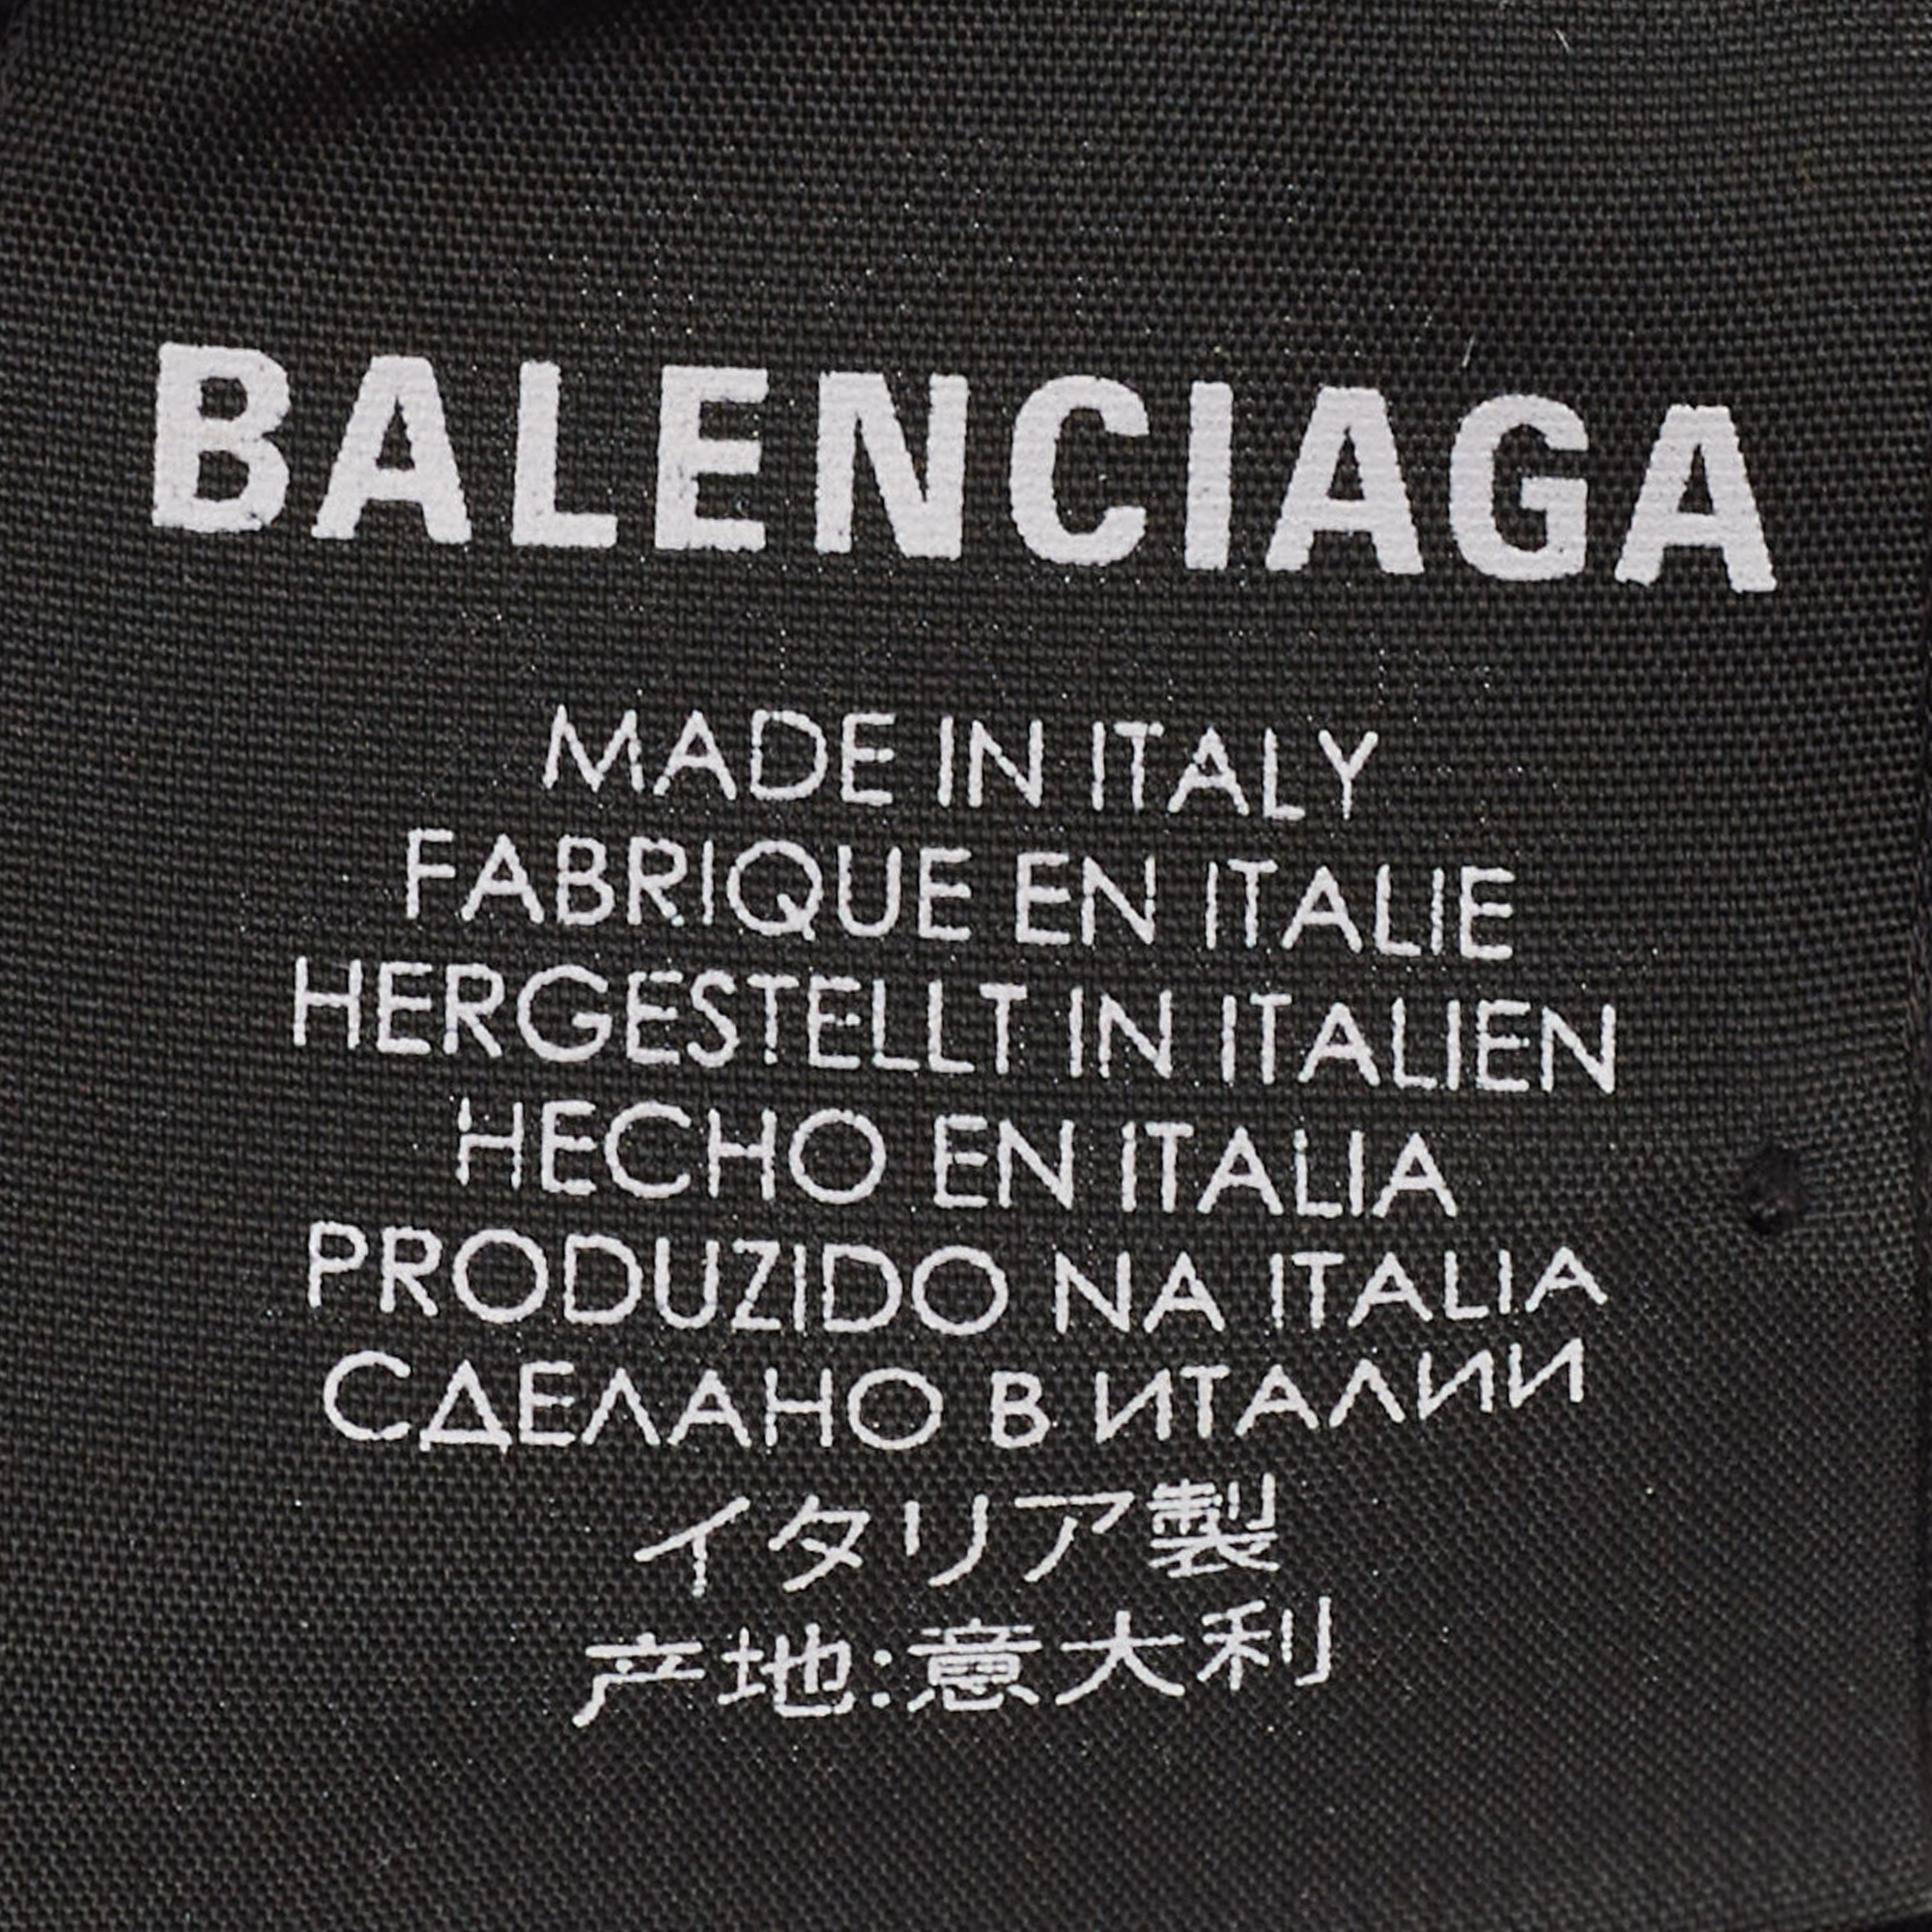 BALENCIAGA
MADE IN ITALY
FABRIQUE EN ITALIE
HERGESTELLT IN ITALIEN
HECHO EN ITALIA
PRODUZIDO NA ITALIA
СДЕЛАНО В ИТАЛИИ
イタリア製
产地:意大利